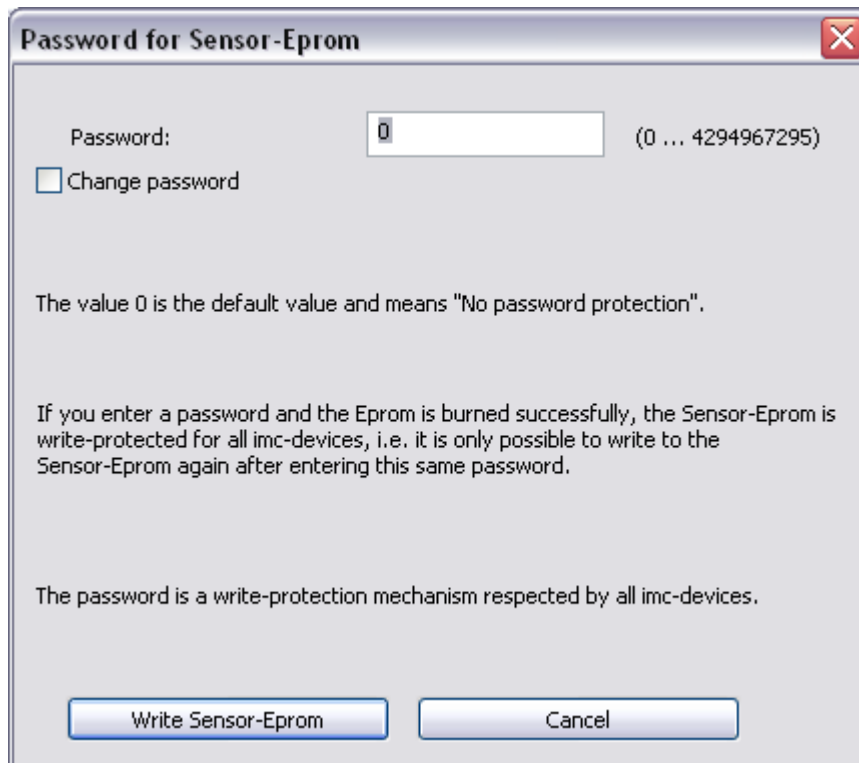 Password for Sensor-Eprom
Password: 0 (0 ... 4294967295)
Change password
The value 0 is the default value and means "No password protection".
If you enter a password and the Eprom is burned successfully, the Sensor-Eprom is
write-protected for all imc-devices, i.e. it is only possible to write to the
Sensor-Eprom again after entering this same password.
The password is a write-protection mechanism respected by all imc-devices.
Write Sensor-Eprom Cancel